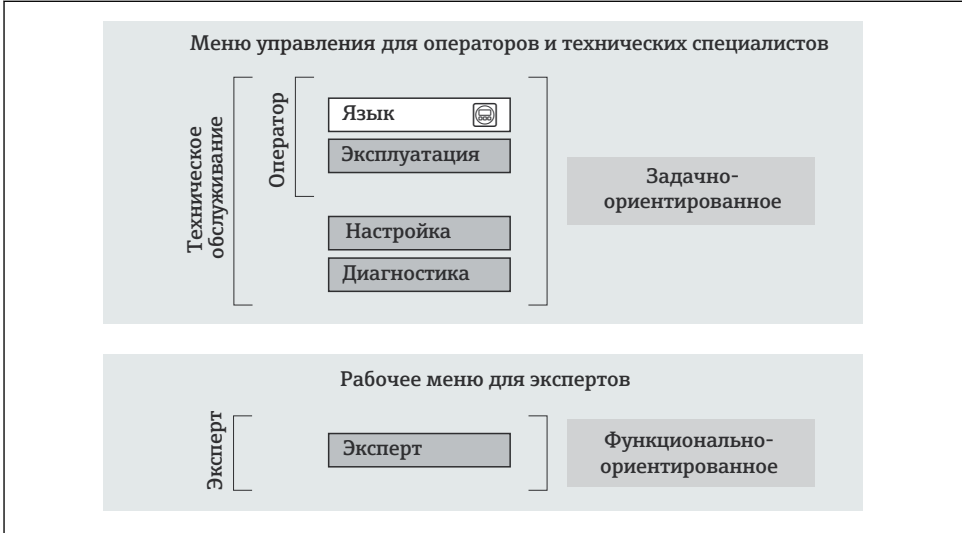 Меню управления для операторов и технических специалистов
Техническое
обслуживание
Оператор
Язык
Эксплуатация
Настройка
Диагностика
Задачно-
ориентированное
Рабочее меню для экспертов
Эксперт
Эксперт
Функционально-
ориентированное